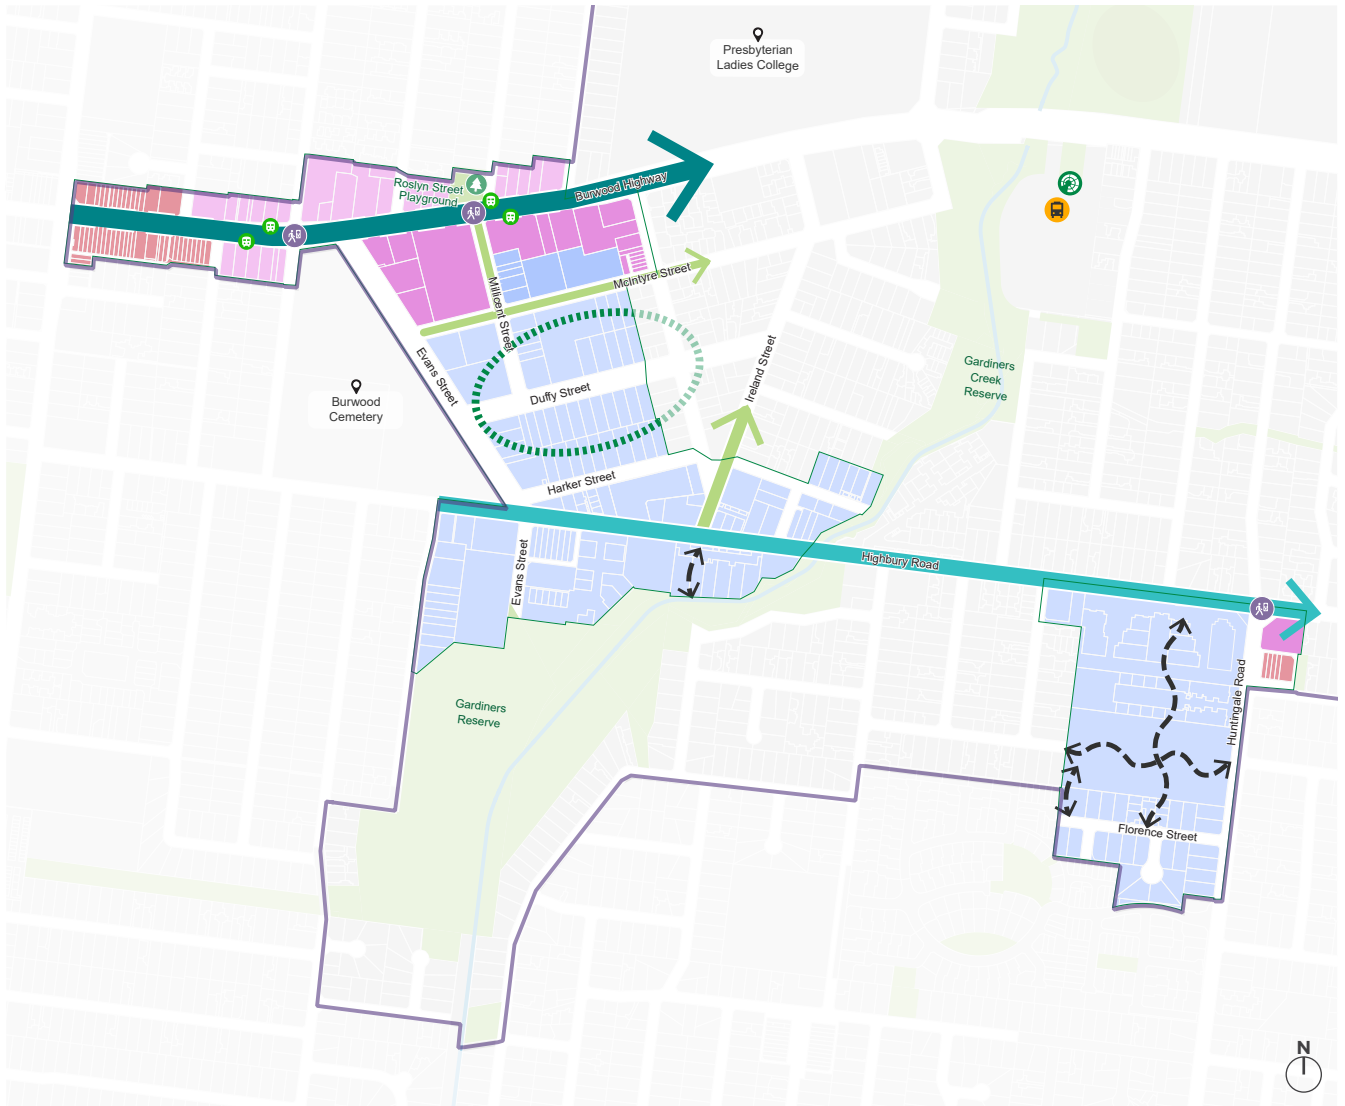 Presbyterian
Ladies College
Roslyn Street
Playground
Burwood Highway
McIntyre Street
Millicent Street
Evans Street
Burwood
Cemetery
Duffy Street
Ireland Street
Gardiners
Creek
Reserve
Harker Street
Highbury Road
Evans Street
Gardiners
Reserve
Huntingdale Road
Florence Street
N